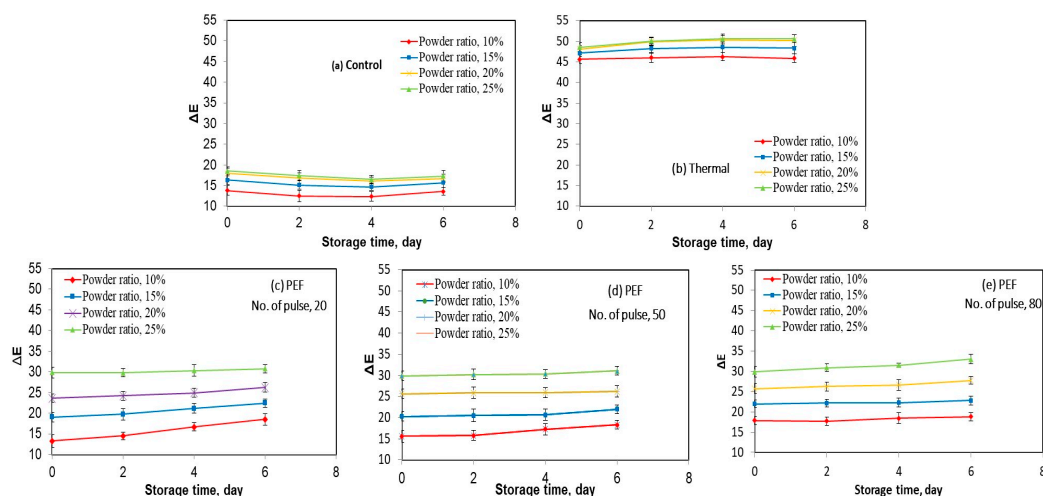 55
50
45
40
35
30
25
20
15
10
ΔE
(a) Control
Powder ratio, 10%
Powder ratio, 15%
Powder ratio, 20%
Powder ratio, 25%
0 2 4 6 8
Storage time, day
55
50
45
40
35
30
25
20
15
10
ΔE
(b) Thermal
Powder ratio, 10%
Powder ratio, 15%
Powder ratio, 20%
Powder ratio, 25%
0 2 4 6 8
Storage time, day
55
50
45
40
35
30
25
20
15
10
ΔE
Powder ratio, 10%
Powder ratio, 15%
Powder ratio, 20%
Powder ratio, 25%
(c) PEF
No. of pulse, 20
0 2 4 6 8
Storage time, day
55
50
45
40
35
30
25
20
15
10
ΔE
Powder ratio, 10%
Powder ratio, 15%
Powder ratio, 20%
Powder ratio, 25%
(d) PEF
No. of pulse, 50
0 2 4 6 8
Storage time, day
55
50
45
40
35
30
25
20
15
10
ΔE
Powder ratio, 10%
Powder ratio, 15%
Powder ratio, 20%
Powder ratio, 25%
(e) PEF
No. of pulse, 80
0 2 4 6 8
Storage time, day